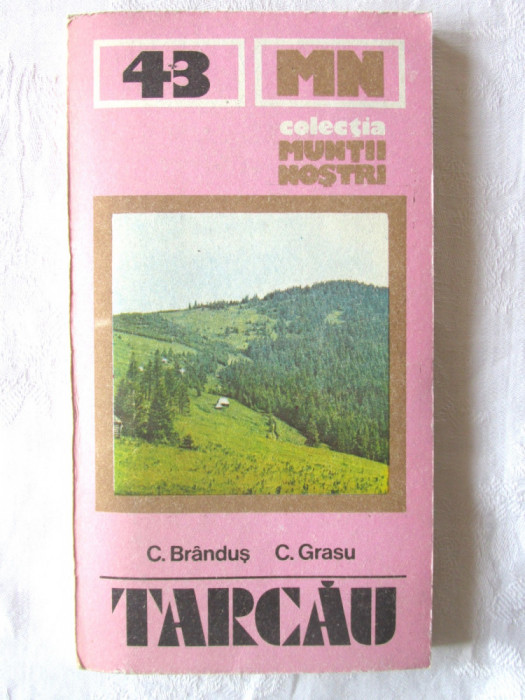 43 MN
colecția
MUNȚII
NOȘTRI
C. Brânduș C. Grasu
TARCĂU